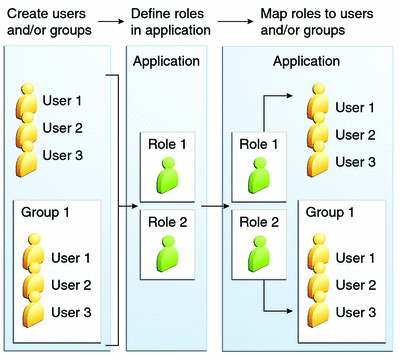 Create users
and/or groups
Define roles
in application
Map roles to users
and/or groups
User 1
User 2
User 3
Group 1
User 1
User 2
User 3
Application
Role 1
Role 2
Application
Role 1
Role 2
User 1
User 2
User 3
Group 1
User 1
User 2
User 3